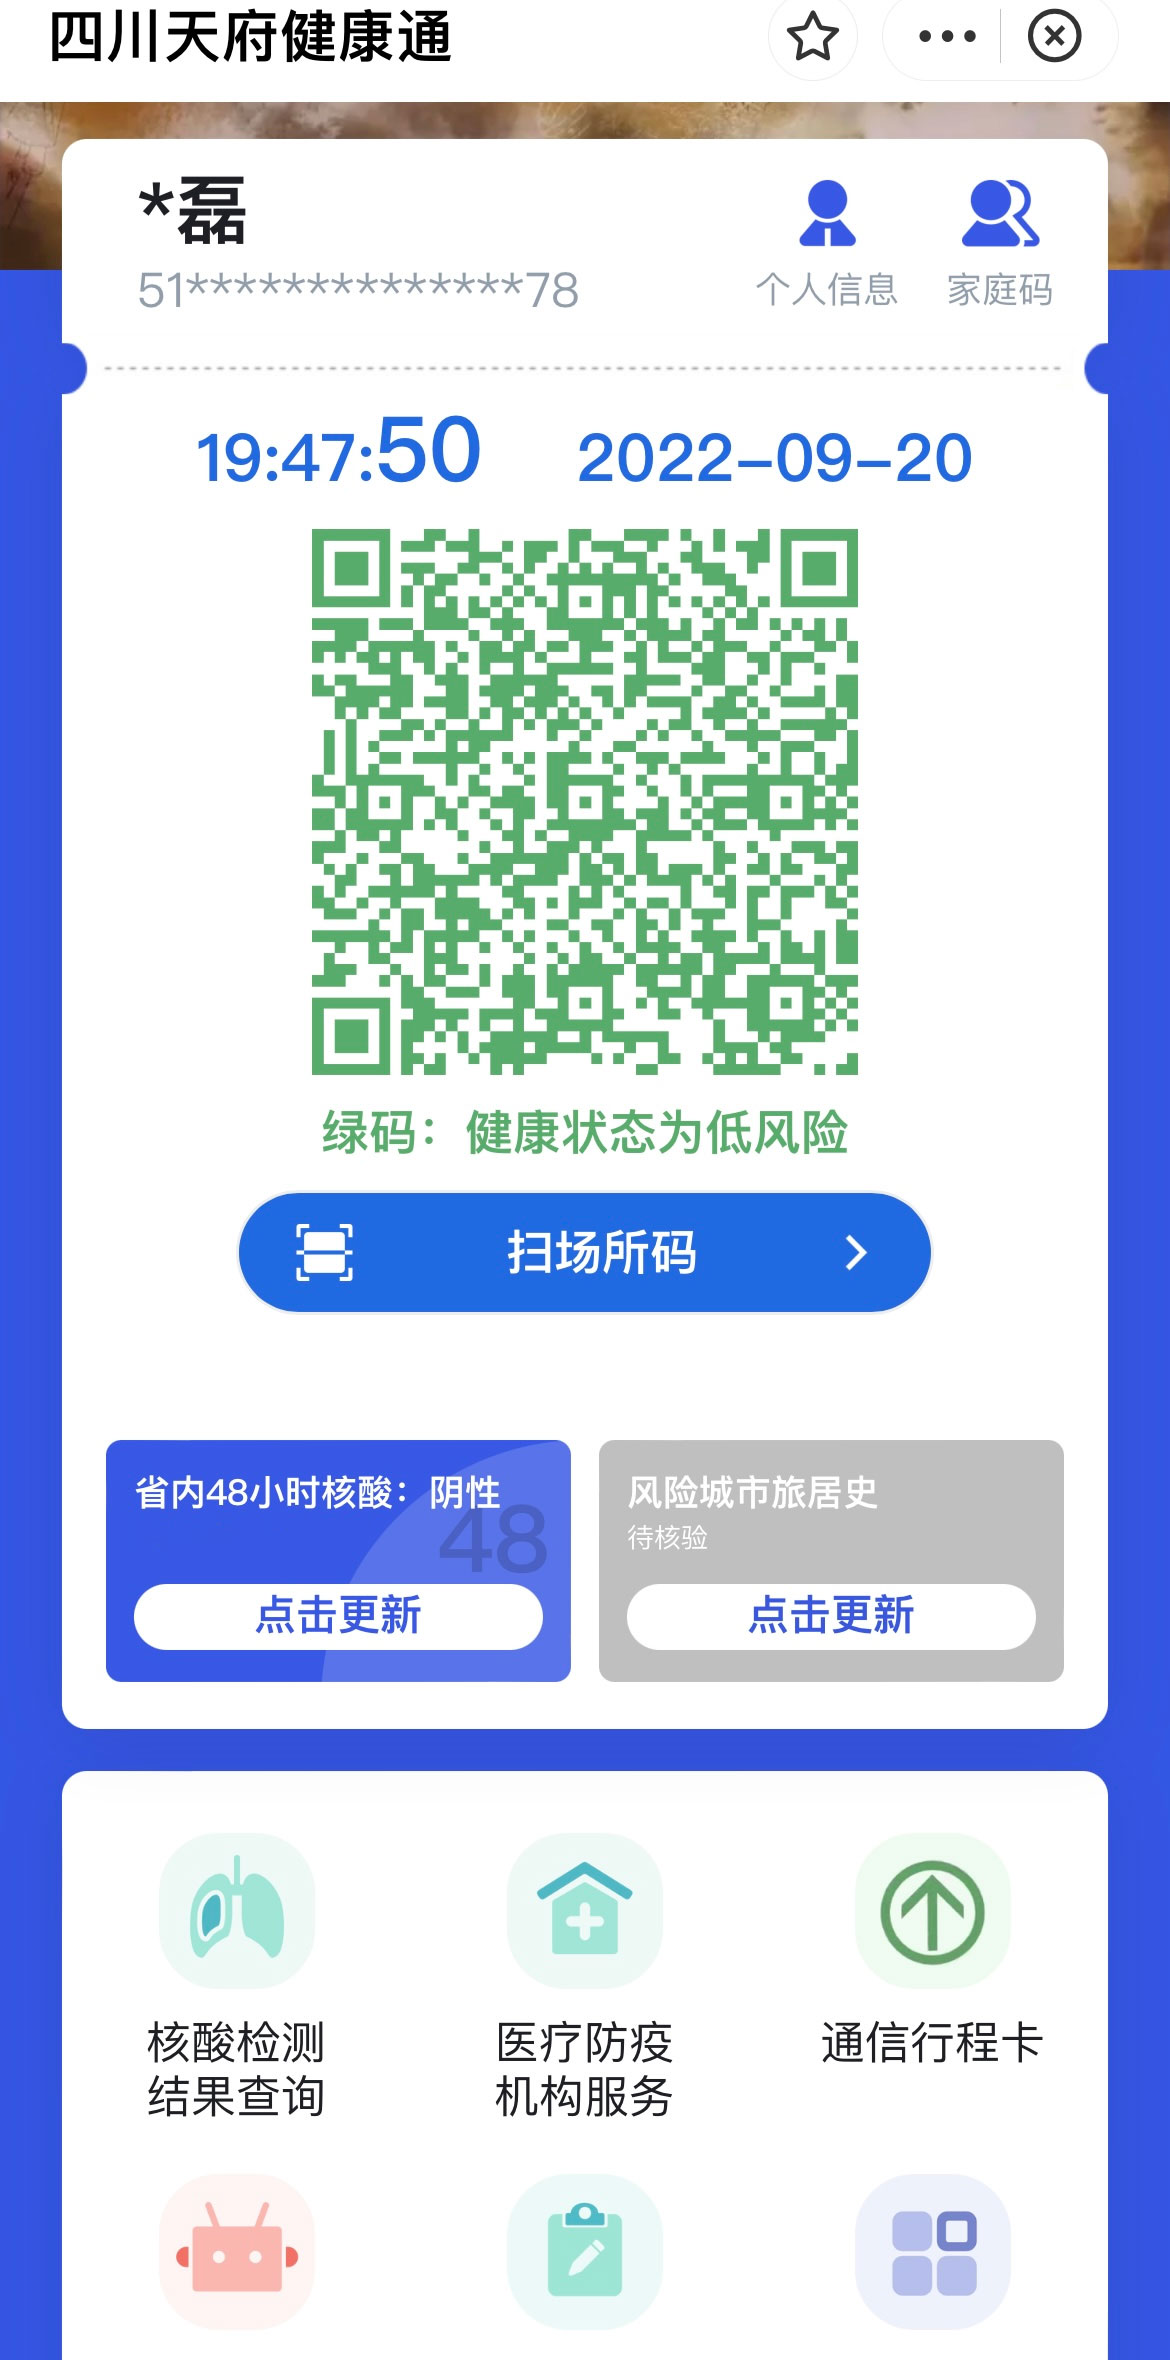 四川天府健康通
*磊
51**************78
个人信息
家庭码
19:47:50
2022-09-20
绿码：健康状态为低风险
扫场所码
省内48小时核酸：阴性
48
点击更新
风险城市旅居史
待核验
点击更新
核酸检测
结果查询
医疗防疫
机构服务
通信行程卡